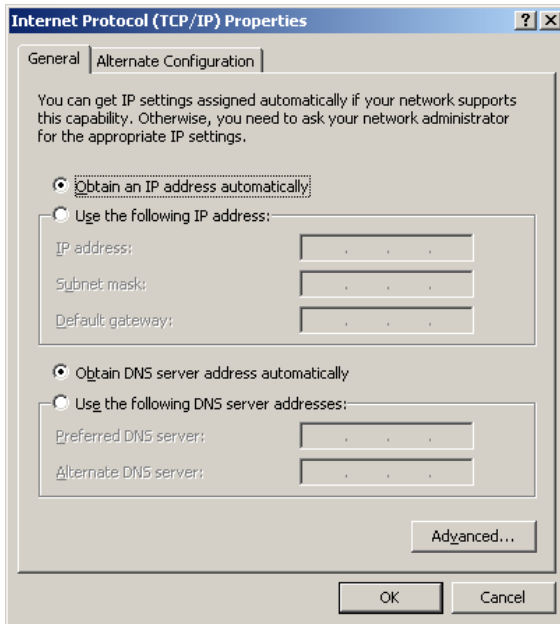 Internet Protocol (TCP/IP) Properties
General
Alternate Configuration
You can get IP settings assigned automatically if your network supports
this capability. Otherwise, you need to ask your network administrator
for the appropriate IP settings.
Obtain an IP address automatically
Use the following IP address:
IP address:
Subnet mask:
Default gateway:
Obtain DNS server address automatically
Use the following DNS server addresses:
Preferred DNS server:
Alternate DNS server:
Advanced...
OK
Cancel